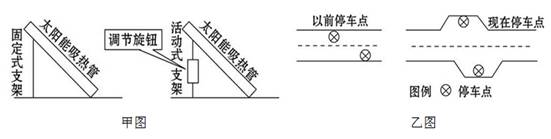 固定式支架
太阳能吸热管
调节旋钮
活动式支架
太阳能吸热管
甲图
以前停车点
现在停车点
图例 ⊗ 停车点
乙图